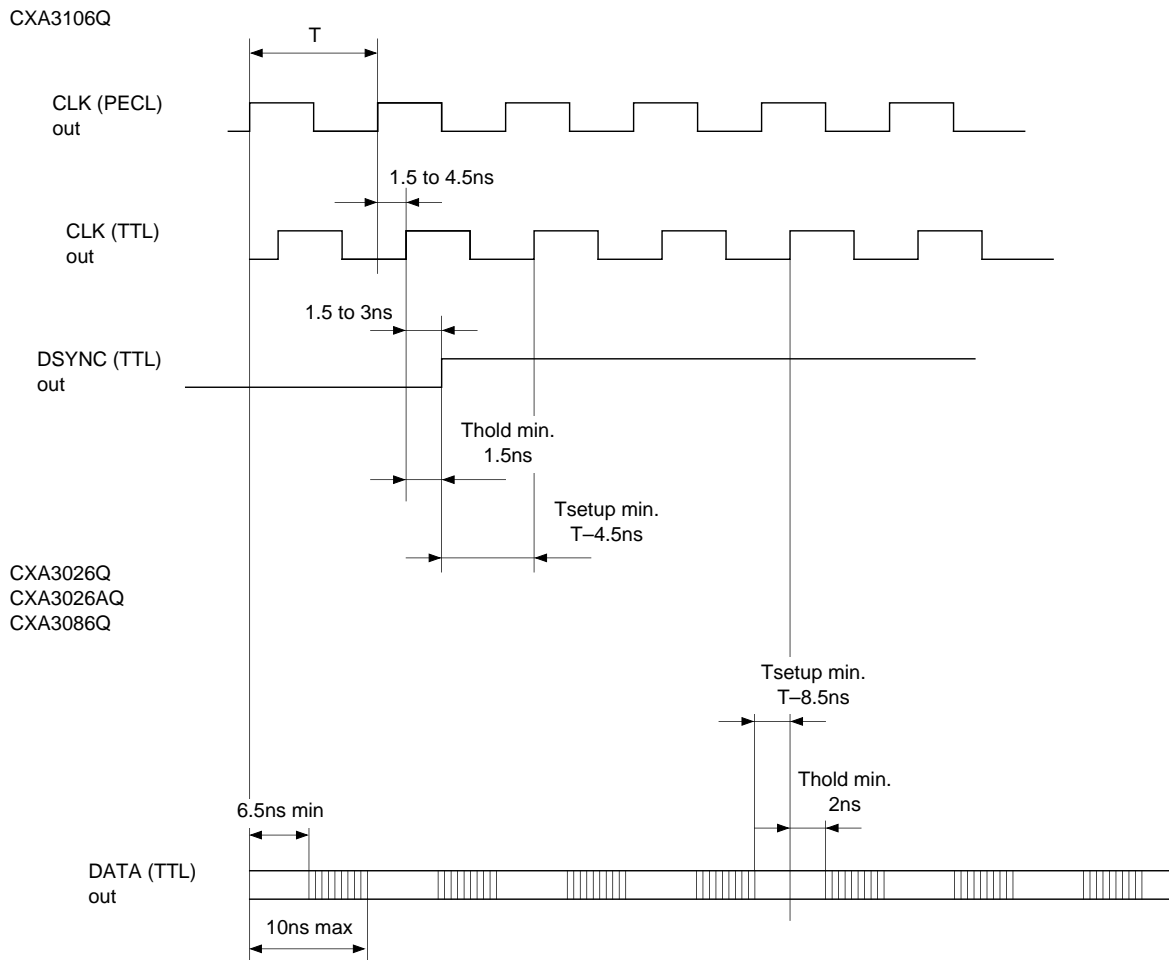 CXA3106Q
T
CLK (PECL)
out
1.5 to 4.5ns
CLK (TTL)
out
1.5 to 3ns
DSYNC (TTL)
out
Thold min.
1.5ns
Tsetup min.
T–4.5ns
CXA3026Q
CXA3026AQ
CXA3086Q
Tsetup min.
T–8.5ns
Thold min.
2ns
6.5ns min
DATA (TTL)
out
10ns max